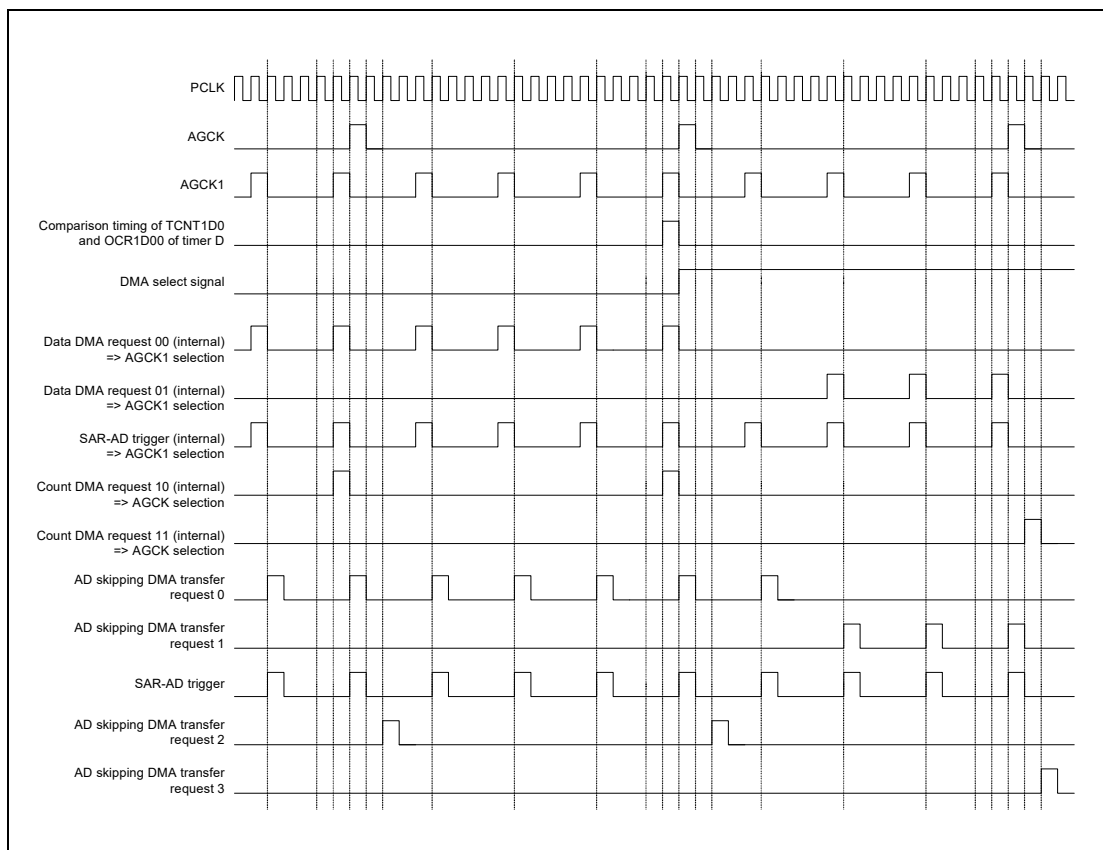 PCLK
AGCK
AGCK1
Comparison timing of TCNT1D0
and OCR1D00 of timer D
DMA select signal
Data DMA request 00 (internal)
=> AGCK1 selection
Data DMA request 01 (internal)
=> AGCK1 selection
SAR-AD trigger (internal)
=> AGCK1 selection
Count DMA request 10 (internal)
=> AGCK selection
Count DMA request 11 (internal)
=> AGCK selection
AD skipping DMA transfer
request 0
AD skipping DMA transfer
request 1
SAR-AD trigger
AD skipping DMA transfer
request 2
AD skipping DMA transfer
request 3